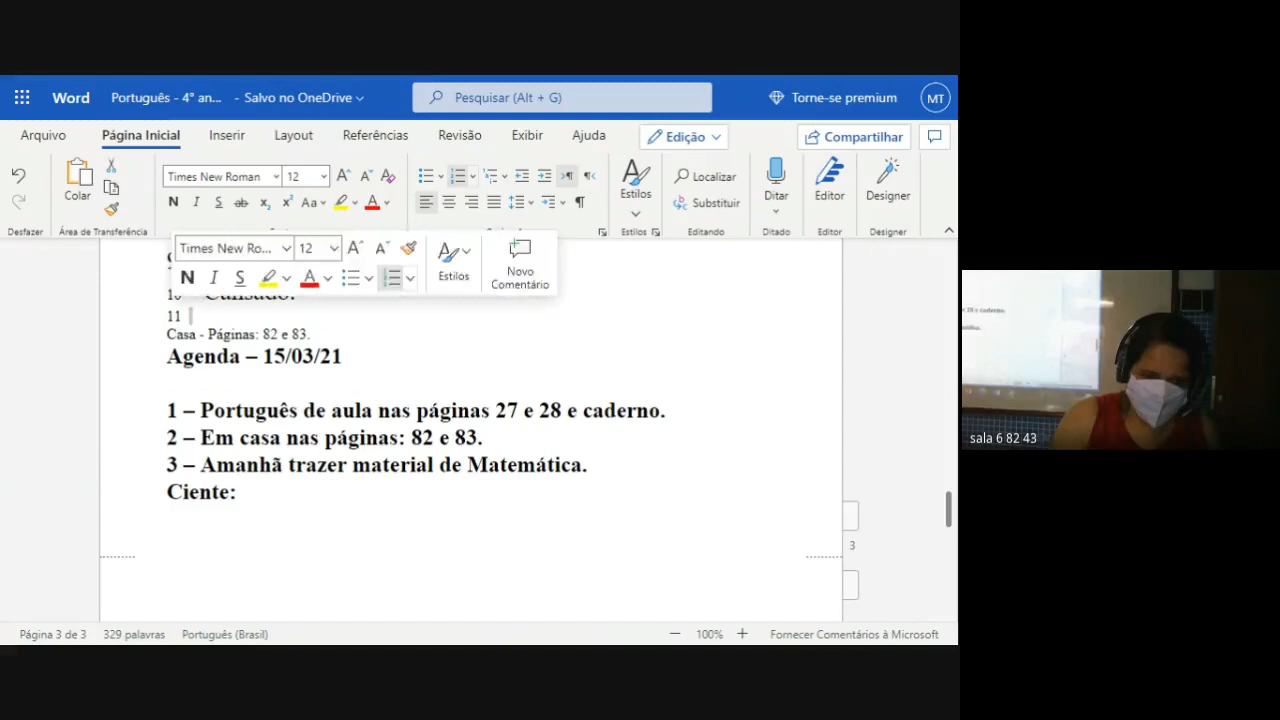 Word Português - 4° an... - Salvo no OneDrive Pesquisar (Alt + G) Torne-se premium MT
Arquivo Página Inicial Inserir Layout Referências Revisão Exibir Ajuda Edição Compartilhar
Colar Times New Roman 12 A A A Estilos Localizar Ditar Editor Designer
N I S ab x₂ x² Aa A Substituir
Desfazer Área de Transferência Estilos Editando Ditado Editor Designer
Times New Ro... 12 A A Estilos Novo Comentário
N I S A
11
Casa - Páginas: 82 e 83.
Agenda – 15/03/21
1 – Português de aula nas páginas 27 e 28 e caderno.
2 – Em casa nas páginas: 82 e 83.
3 – Amanhã trazer material de Matemática.
Ciente:
3
Página 3 de 3 329 palavras Português (Brasil) 100% Fornecer Comentários à Microsoft
sala 6 82 43